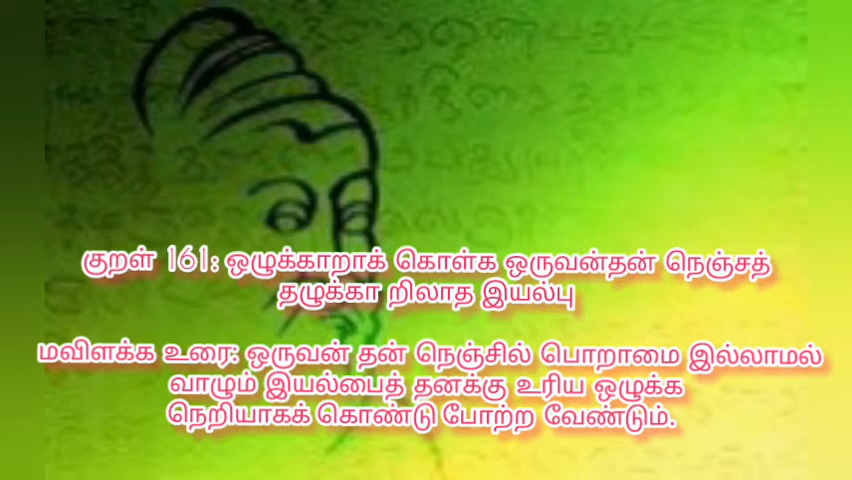 குறள் 161: ஒழுக்காறாக் கொள்க ஒருவன்தன் நெஞ்சத்
தழுக்கா றிலாத இயல்பு
மவிளக்க உரை: ஒருவன் தன் நெஞ்சில் பொறாமை இல்லாமல்
வாழும் இயல்பைத் தனக்கு உரிய ஒழுக்க
நெறியாகக் கொண்டு போற்ற வேண்டும்.